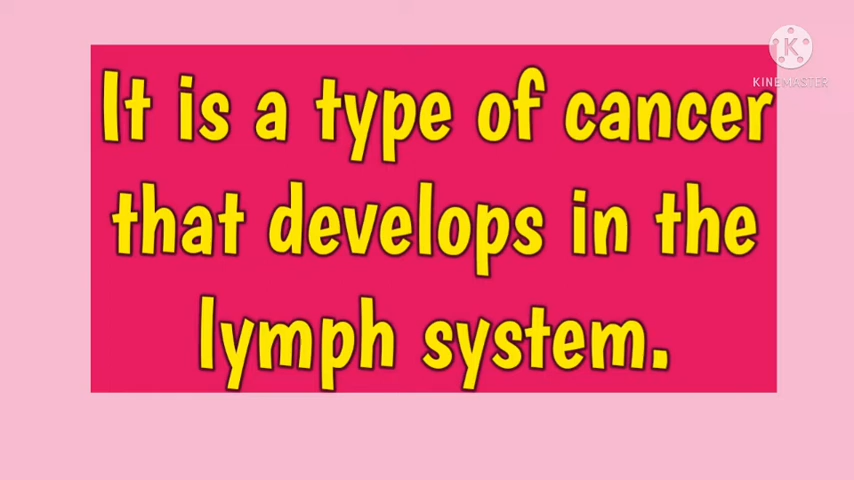 KINEMASTER
It is a type of cancer
that develops in the
lymph system.